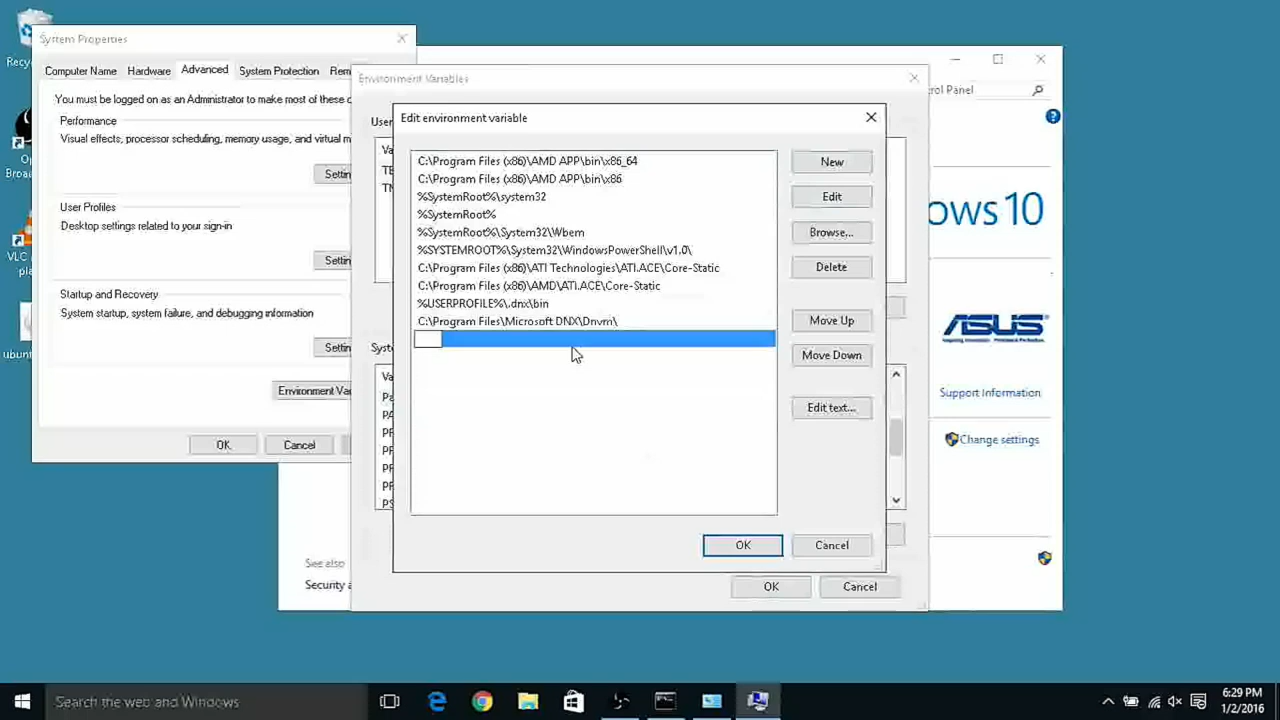 System Properties
Computer Name
Hardware
Advanced
System Protection
You must be logged on as an Administrator to make most of these
Performance
Visual effects, processor scheduling, memory usage, and virtual
User Profiles
Desktop settings related to your sign-in
Startup and Recovery
System startup, system failure, and debugging information
Environment
OK
Cancel
Environment Variables
Edit environment variable
C:\Program Files (x86)\AMD APP\bin\x86_64
C:\Program Files (x86)\AMD APP\bin\x86
%SystemRoot%\system32
%SystemRoot%
%SystemRoot%\System32\Wbem
%SYSTEMROOT%\System32\WindowsPowerShell\v1.0\
C:\Program Files (x86)\ATI Technologies\ATI.ACE\Core-Static
C:\Program Files (x86)\AMD\ATI.ACE\Core-Static
%USERPROFILE%\.dnx\bin
C:\Program Files\Microsoft DNX\Dnvm\
New
Edit
Browse...
Delete
Move Up
Move Down
Edit text...
OK
Cancel
OK
Cancel
Panel
ows 10
ASUS
Support Information
Change settings
See also
Security
VLC
Search the web and Windows
6:29 PM
1/2/2016